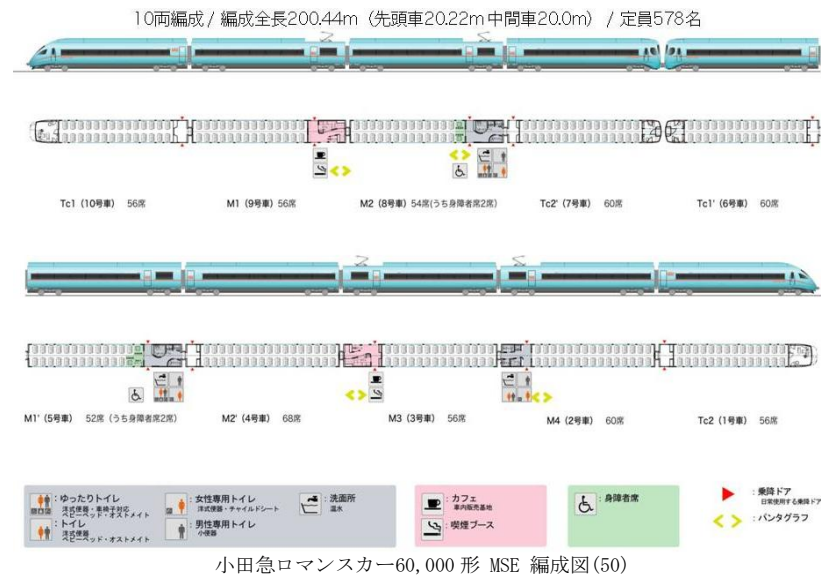 10両編成 / 編成全長200.44m（先頭車20.22m 中間車20.0m） / 定員578名
Tc1（10号車） 56席
M1（9号車）56席
M2（8号車）54席(うち身障者席2席)
Tc2'（7号車） 60席
Tc1'（6号車） 60席
M1'（5号車） 52席（うち身障者席2席）
M2'（4号車） 68席
M3（3号車） 56席
M4（2号車） 60席
Tc2（1号車） 56席
：ゆったりトイレ
洋式便器・車椅子対応
ベビーベッド・オストメイト
：トイレ
洋式便器
ベビーベッド・オストメイト
：女性専用トイレ
洋式便器・チャイルドシート
：男性専用トイレ
小便器
：洗面所
温水
：カフェ
車内販売基地
：喫煙ブース
：身障者席
：乗降ドア
日常使用する乗降ドア
：パンタグラフ
小田急ロマンスカー60,000 形 MSE 編成図(50)